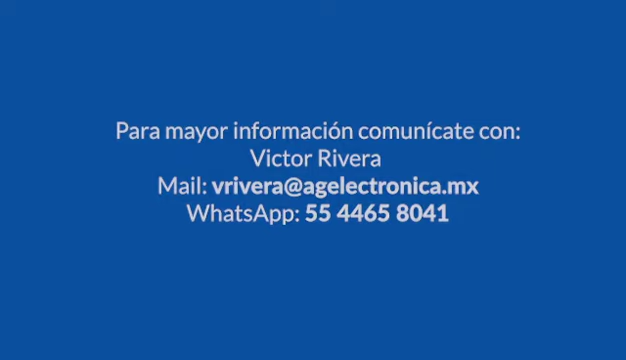 Para mayor información comunícate con:
Victor Rivera
Mail: vrivera@agelectronica.mx
WhatsApp: 55 4465 8041